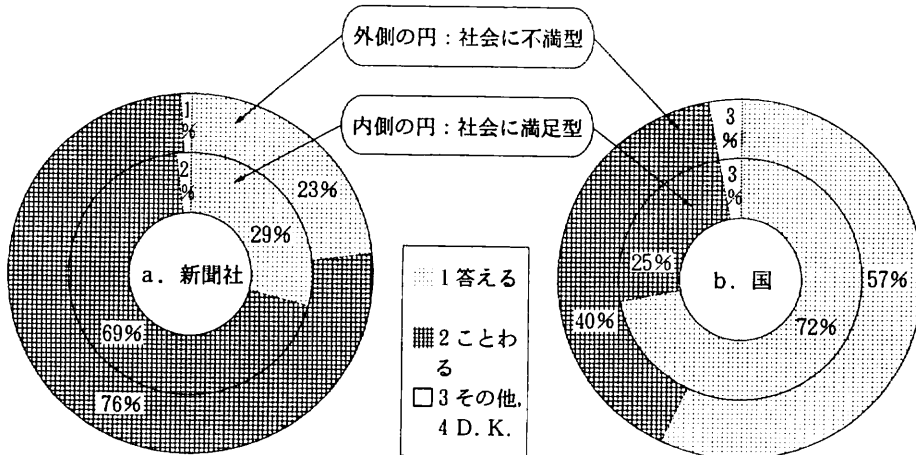 外側の円：社会に不満型
内側の円：社会に満足型
1
%
2
%
23%
29%
a. 新聞社
69%
76%
1 答える
2 ことわ
る
3 その他,
4 D. K.
3
%
3
%
25%
b. 国
57%
40%
72%